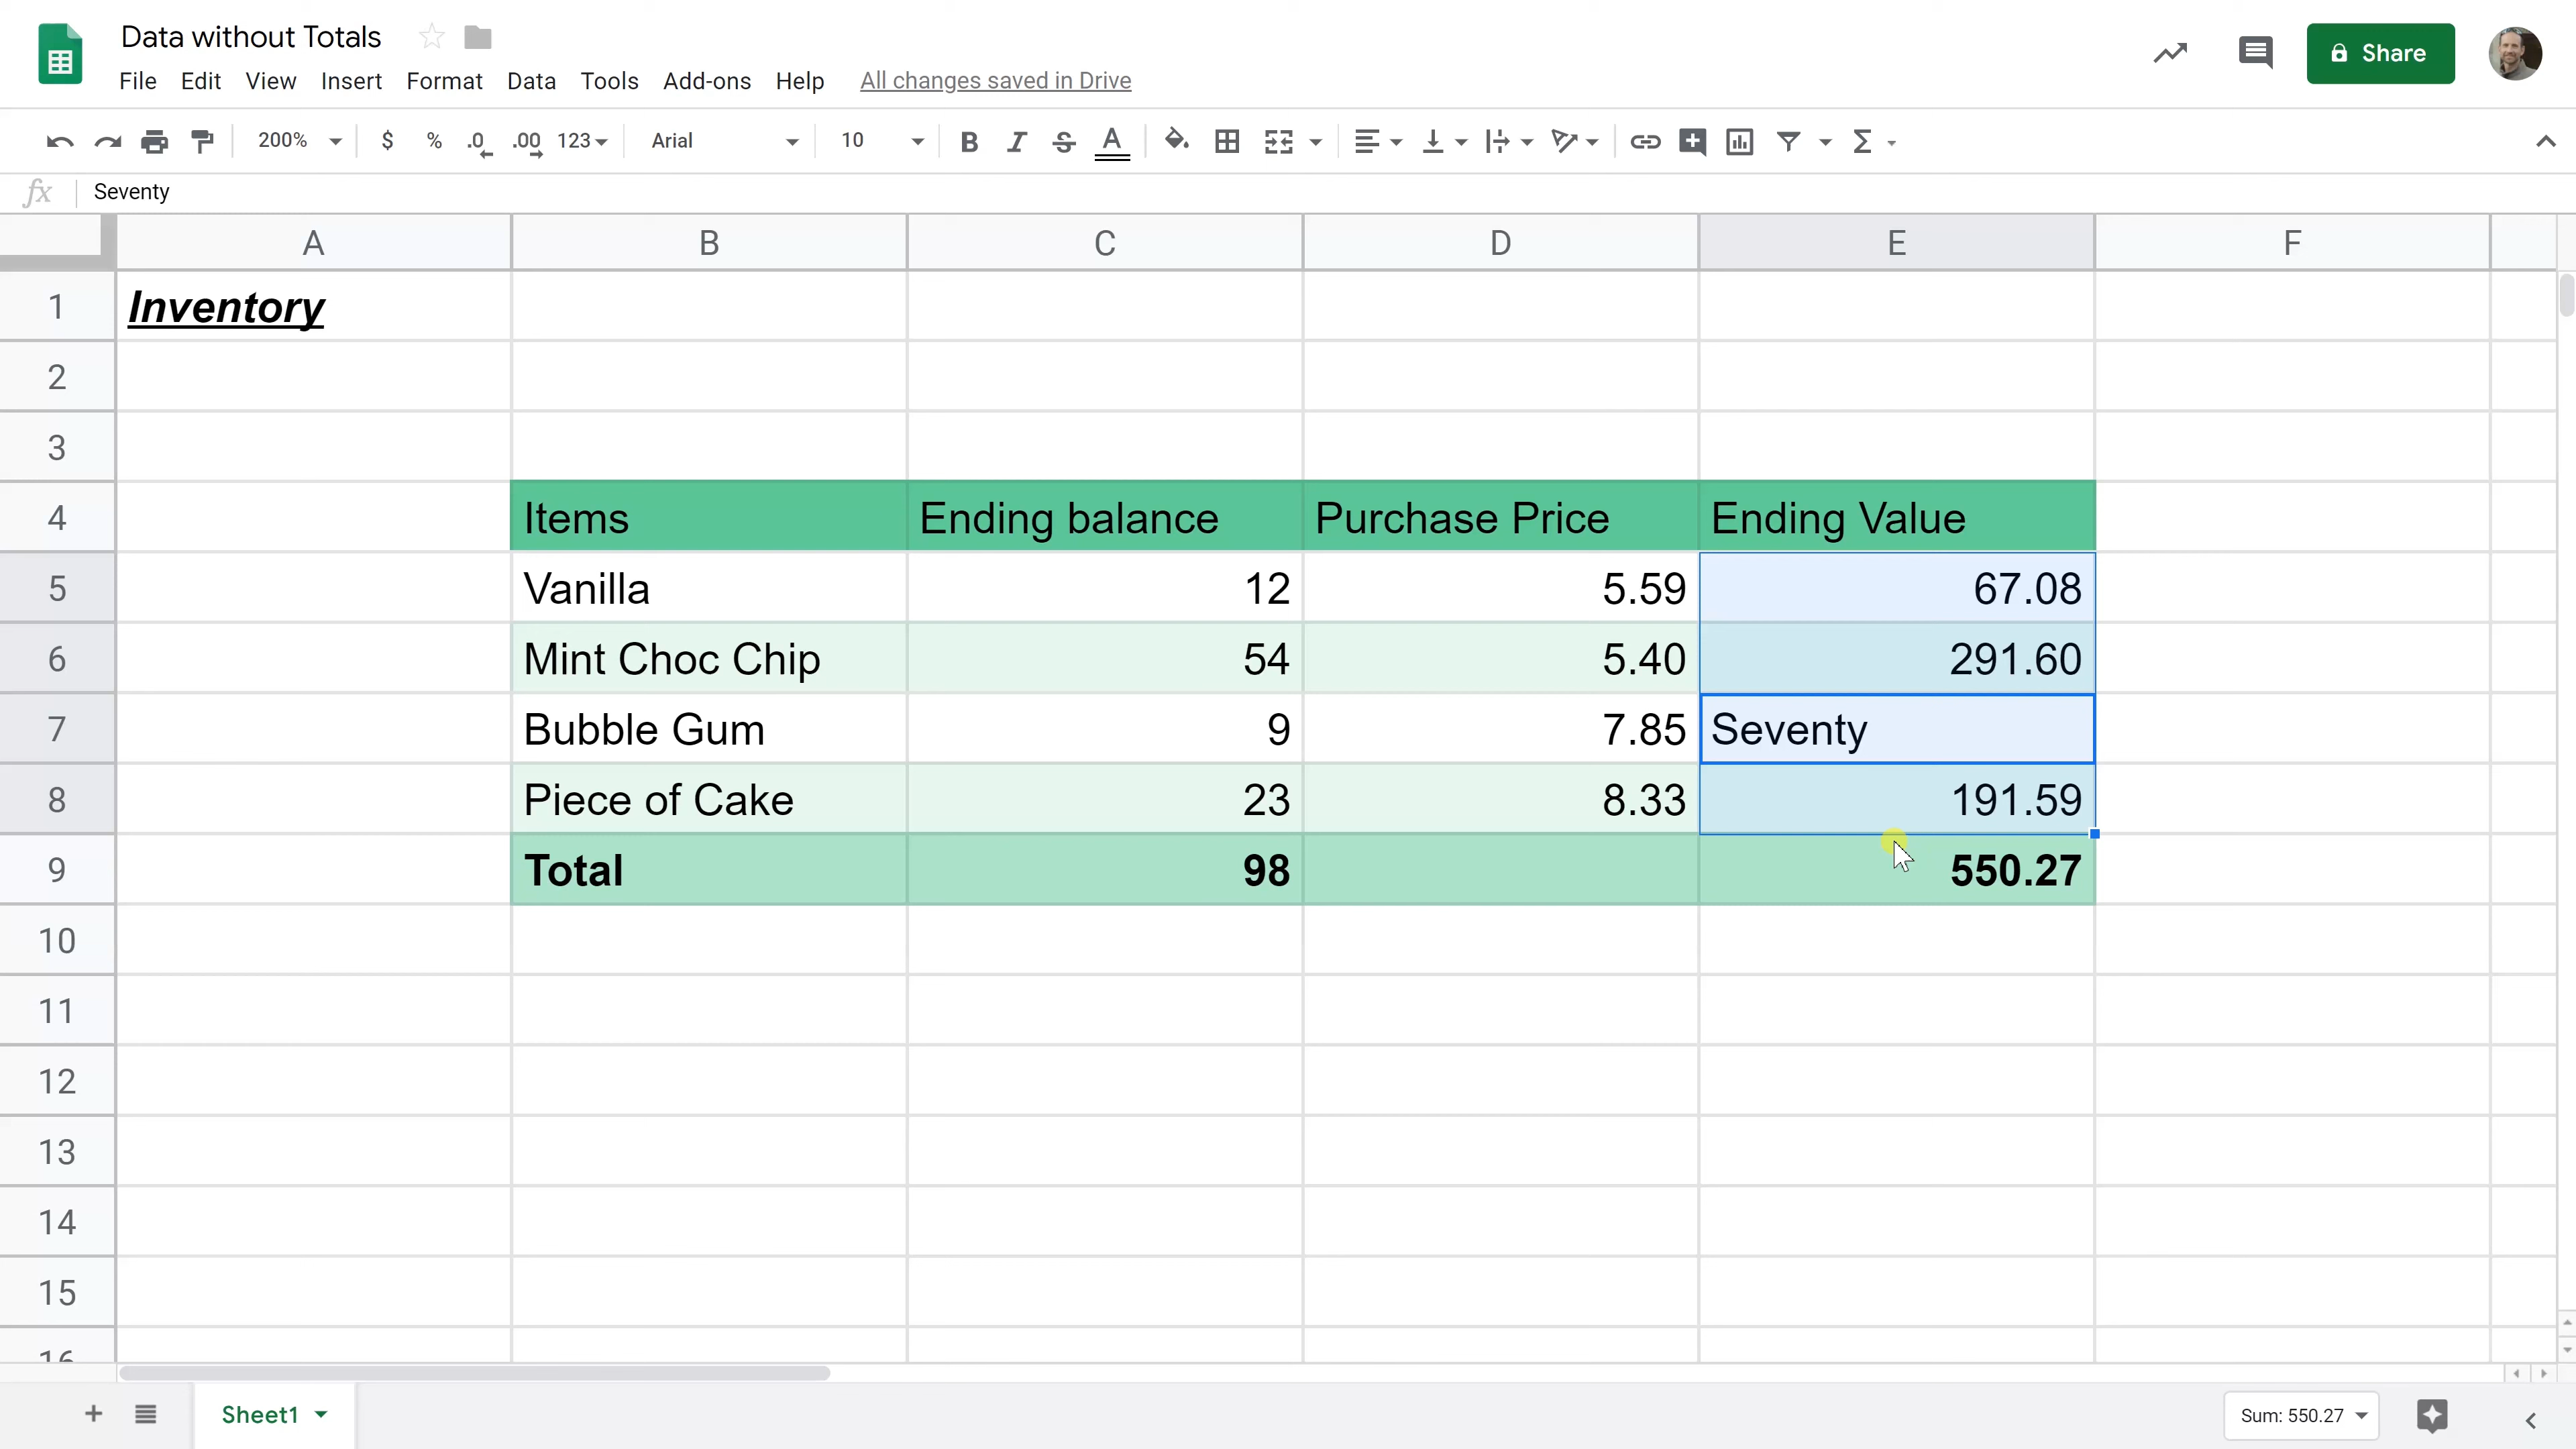 Data without Totals
File Edit View Insert Format Data Tools Add-ons Help All changes saved in Drive
Share
200% $ % .0 .00 123 Arial 10 B I S A Σ
fx Seventy
A B C D E F
1 Inventory
2
3
4 Items Ending balance Purchase Price Ending Value
5 Vanilla 12 5.59 67.08
6 Mint Choc Chip 54 5.40 291.60
7 Bubble Gum 9 7.85 Seventy
8 Piece of Cake 23 8.33 191.59
9 Total 98 550.27
10
11
12
13
14
15
16
Sheet1 Sum: 550.27